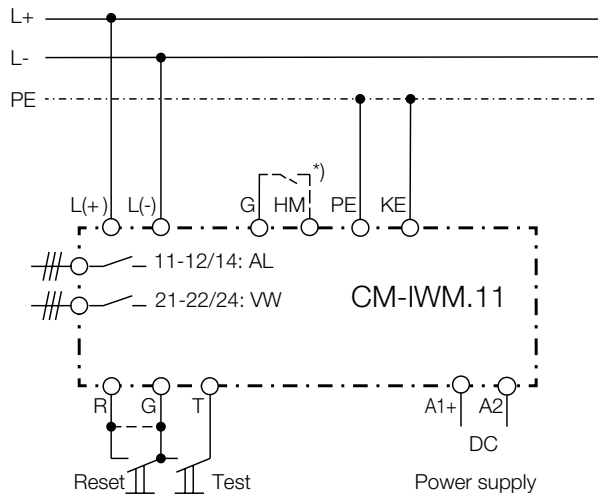 L+
L-
PE
*)
L(+) L(-) G HM PE KE
11-12/14: AL
21-22/24: VW
CM-IWM.11
R G T A1+ A2
DC
Reset Test Power supply